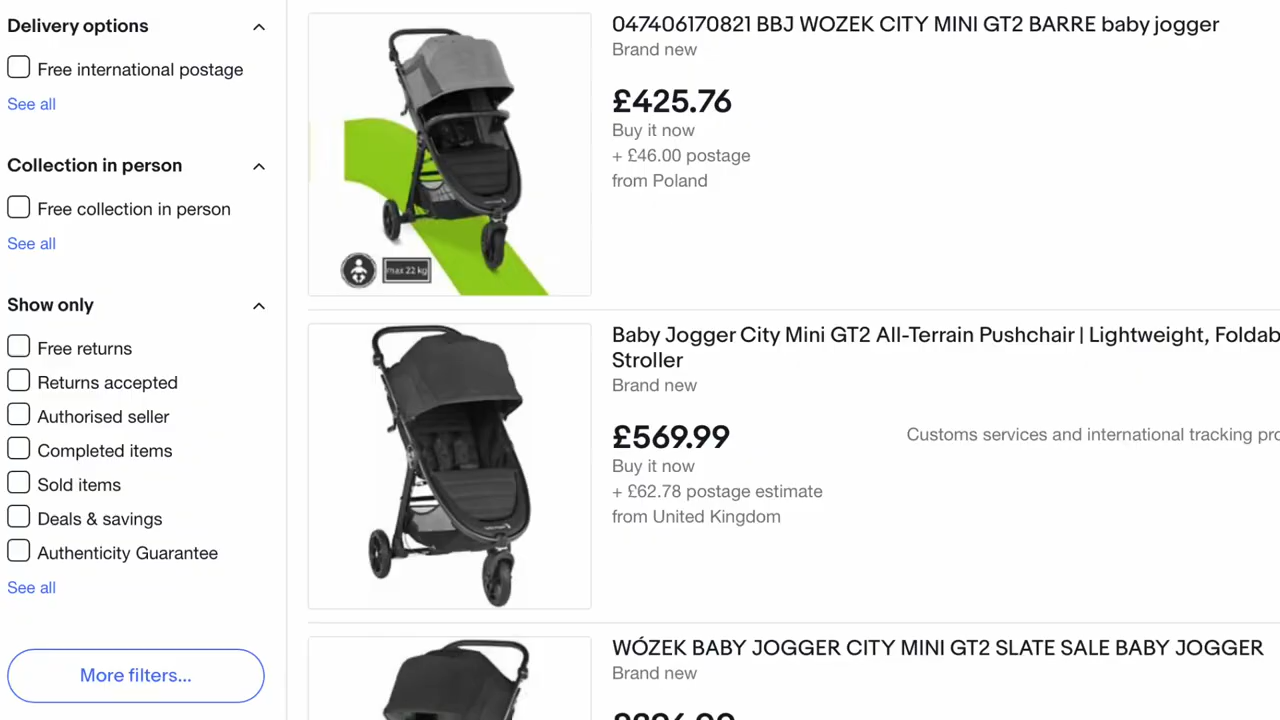 Delivery options
Free international postage
See all
Collection in person
Free collection in person
See all
Show only
Free returns
Returns accepted
Authorised seller
Completed items
Sold items
Deals & savings
Authenticity Guarantee
See all
More filters...
max 22 kg
047406170821 BBJ WOZEK CITY MINI GT2 BARRE baby jogger
Brand new
£425.76
Buy it now
+ £46.00 postage
from Poland
Baby Jogger City Mini GT2 All-Terrain Pushchair | Lightweight, Foldab
Stroller
Brand new
£569.99
Customs services and international tracking pro
Buy it now
+ £62.78 postage estimate
from United Kingdom
WÓZEK BABY JOGGER CITY MINI GT2 SLATE SALE BABY JOGGER
Brand new